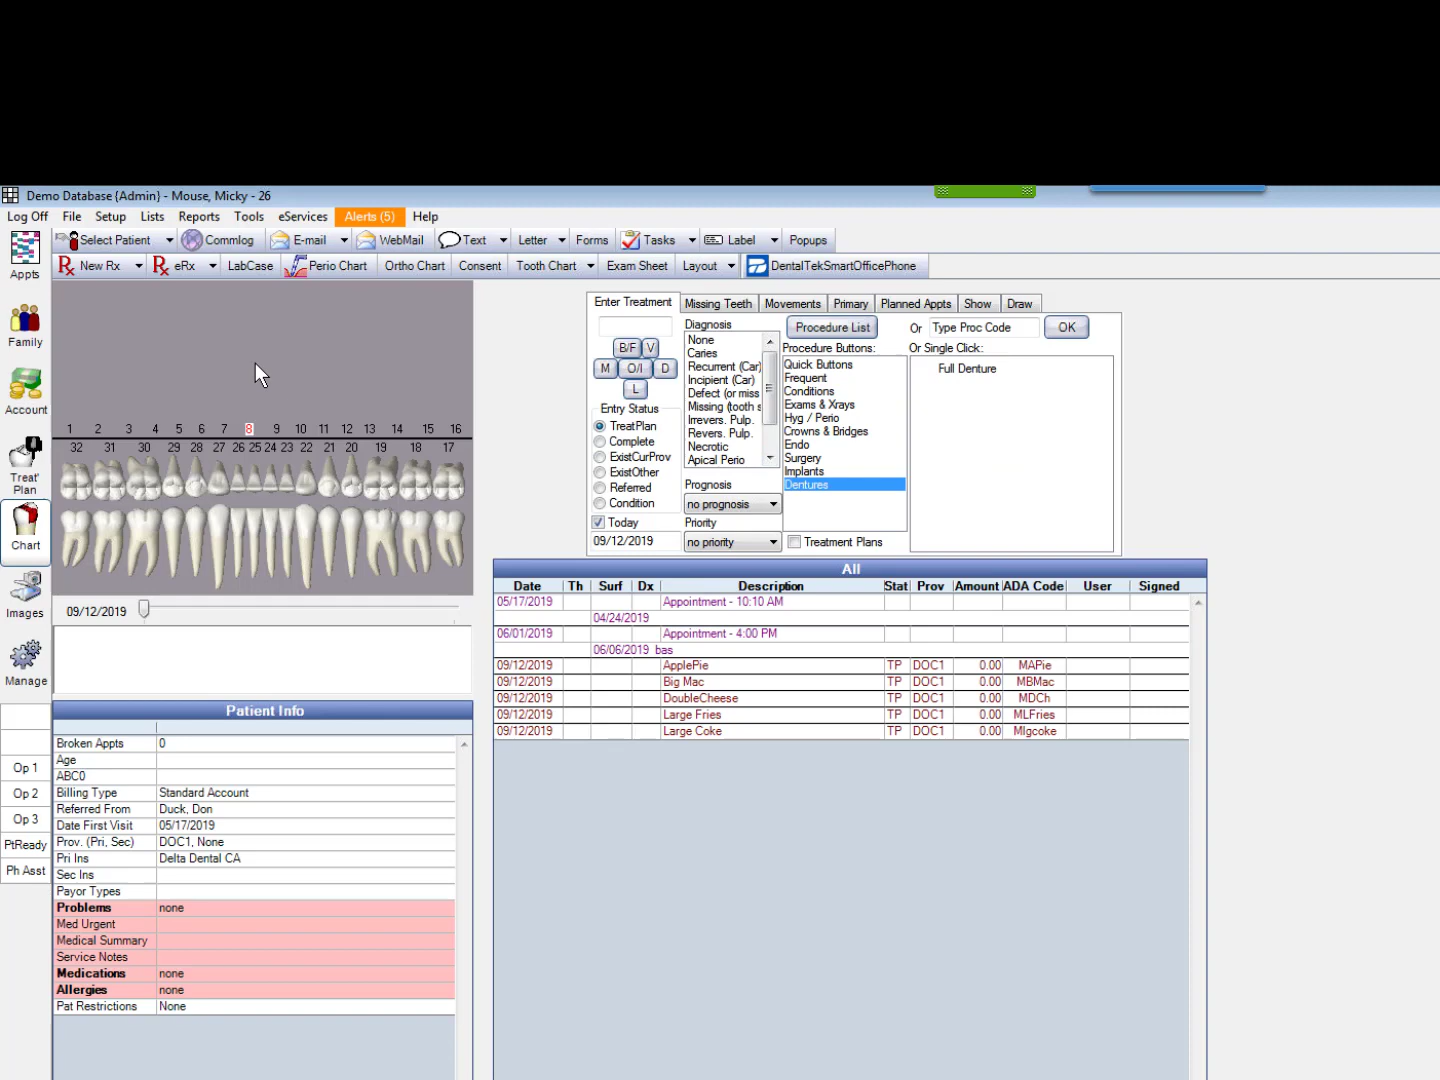 Demo Database {Admin} - Mouse, Micky - 26
Log Off File Setup Lists Reports Tools eServices Alerts (5) Help
Select Patient Commlog E-mail WebMail Text Letter Forms Tasks Label Popups
New Rx eRx LabCase Perio Chart Ortho Chart Consent Tooth Chart Exam Sheet Layout DentalTekSmartOfficePhone
Appts
Family
Account
Treat'
Plan
Chart
Images
Manage
Op 1
Op 2
Op 3
PtReady
Ph Asst
1 2 3 4 5 6 7 8 9 10 11 12 13 14 15 16
32 31 30 29 28 27 26 25 24 23 22 21 20 19 18 17
09/12/2019
Enter Treatment Missing Teeth Movements Primary Planned Appts Show Draw
B/F V
M O/I D
L
Entry Status
TreatPlan
Complete
ExistCurProv
ExistOther
Referred
Condition
Today
09/12/2019
Diagnosis
None
Caries
Recurrent (Car)
Incipient (Car)
Defect (or miss
Missing (tooth s
Irrevers. Pulp.
Revers. Pulp.
Necrotic
Apical Perio
Prognosis
no prognosis
Priority
no priority
Procedure List
Procedure Buttons:
Quick Buttons
Frequent
Conditions
Exams & Xrays
Hyg / Perio
Crowns & Bridges
Endo
Surgery
Implants
Dentures
Treatment Plans
Or Type Proc Code OK
Or Single Click:
Full Denture
Patient Info
Broken Appts 0
Age
ABC0
Billing Type Standard Account
Referred From Duck, Don
Date First Visit 05/17/2019
Prov. (Pri, Sec) DOC1, None
Pri Ins Delta Dental CA
Sec Ins
Payor Types
Problems none
Med Urgent
Medical Summary
Service Notes
Medications none
Allergies none
Pat Restrictions None
All
Date Th Surf Dx Description Stat Prov Amount ADA Code User Signed
05/17/2019 Appointment - 10:10 AM
04/24/2019
06/01/2019 Appointment - 4:00 PM
06/06/2019 bas
09/12/2019 ApplePie TP DOC1 0.00 MAPie
09/12/2019 Big Mac TP DOC1 0.00 MBMac
09/12/2019 DoubleCheese TP DOC1 0.00 MDCh
09/12/2019 Large Fries TP DOC1 0.00 MLFries
09/12/2019 Large Coke TP DOC1 0.00 Mlgcoke